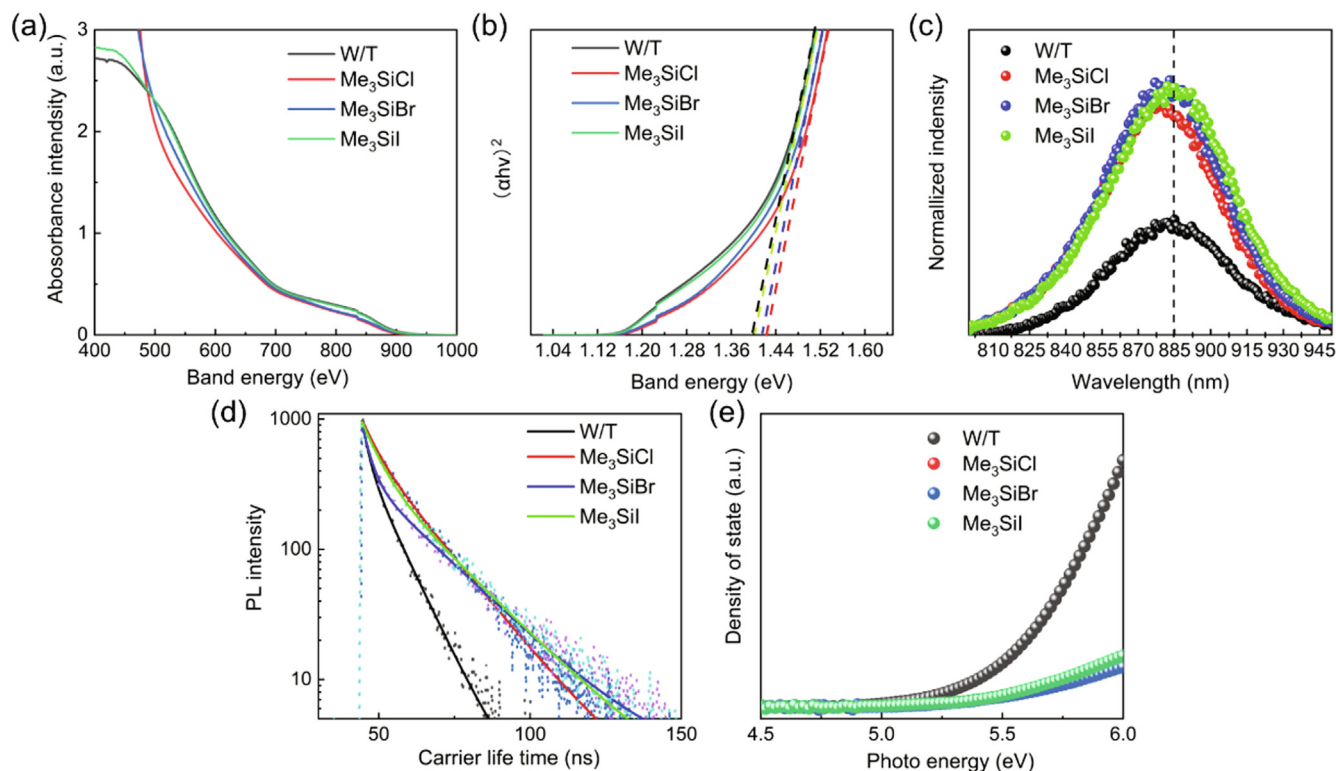 (a)
Abosorbance intendsity (a.u.)
3
2
1
0
W/T
Me₃SiCl
Me₃SiBr
Me₃SiI
400 500 600 700 800 900 1000
Band energy (eV)
(b)
(αhv)²
W/T
Me₃SiCl
Me₃SiBr
Me₃SiI
1.04 1.12 1.20 1.28 1.36 1.44 1.52 1.60
Band energy (eV)
(c)
Normallized indensity
W/T
Me₃SiCl
Me₃SiBr
Me₃SiI
810 825 840 855 870 885 900 915 930 945
Wavelength (nm)
(d)
PL intensity
1000
100
10
W/T
Me₃SiCl
Me₃SiBr
Me₃SiI
50 100 150
Carrier life time (ns)
(e)
Density of state (a.u.)
W/T
Me₃SiCl
Me₃SiBr
Me₃SiI
4.5 5.0 5.5 6.0
Photo energy (eV)